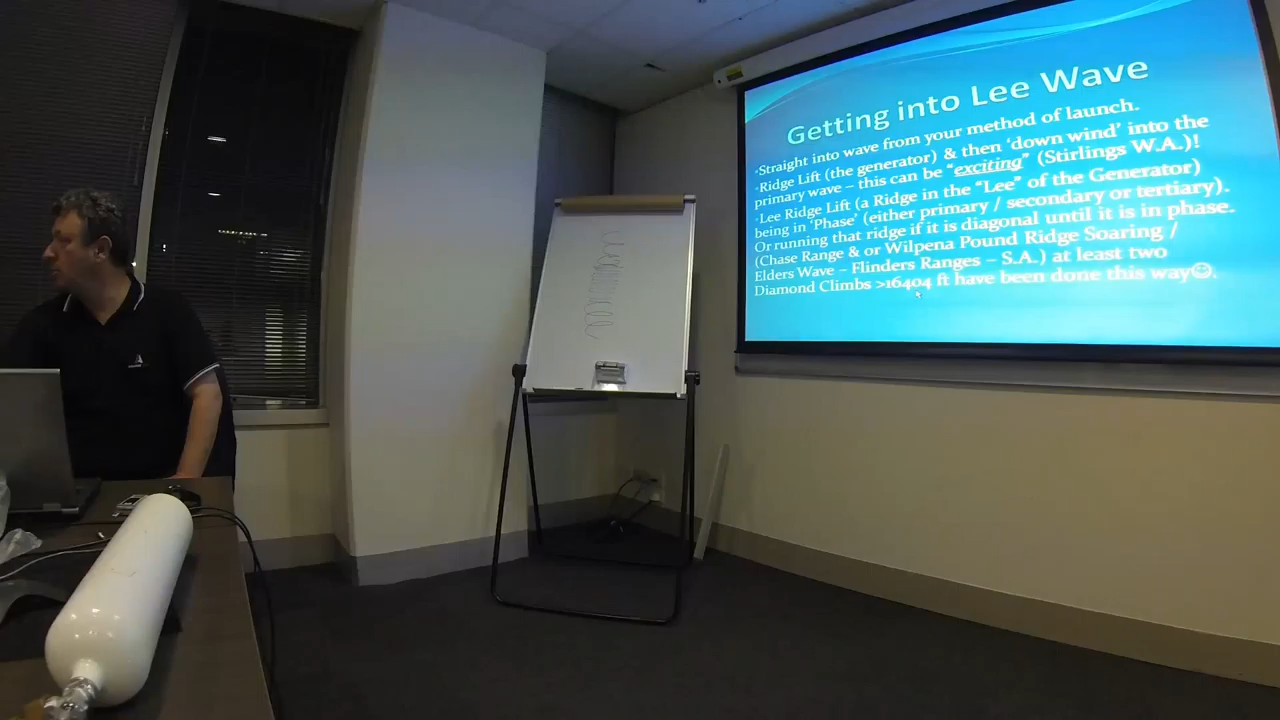 Getting into Lee Wave
•Straight into wave from your method of launch.
•Ridge Lift (the generator) & then 'down wind' into the
primary wave – this can be "exciting" (Stirlings W.A.)!
•Lee Ridge Lift (a Ridge in the "Lee" of the Generator)
being in 'Phase' (either primary / secondary or tertiary).
Or running that ridge if it is diagonal until it is in phase.
(Chase Range & or Wilpena Pound Ridge Soaring /
Elders Wave – Flinders Ranges – S.A.) at least two
Diamond Climbs >16404 ft have been done this way☺.